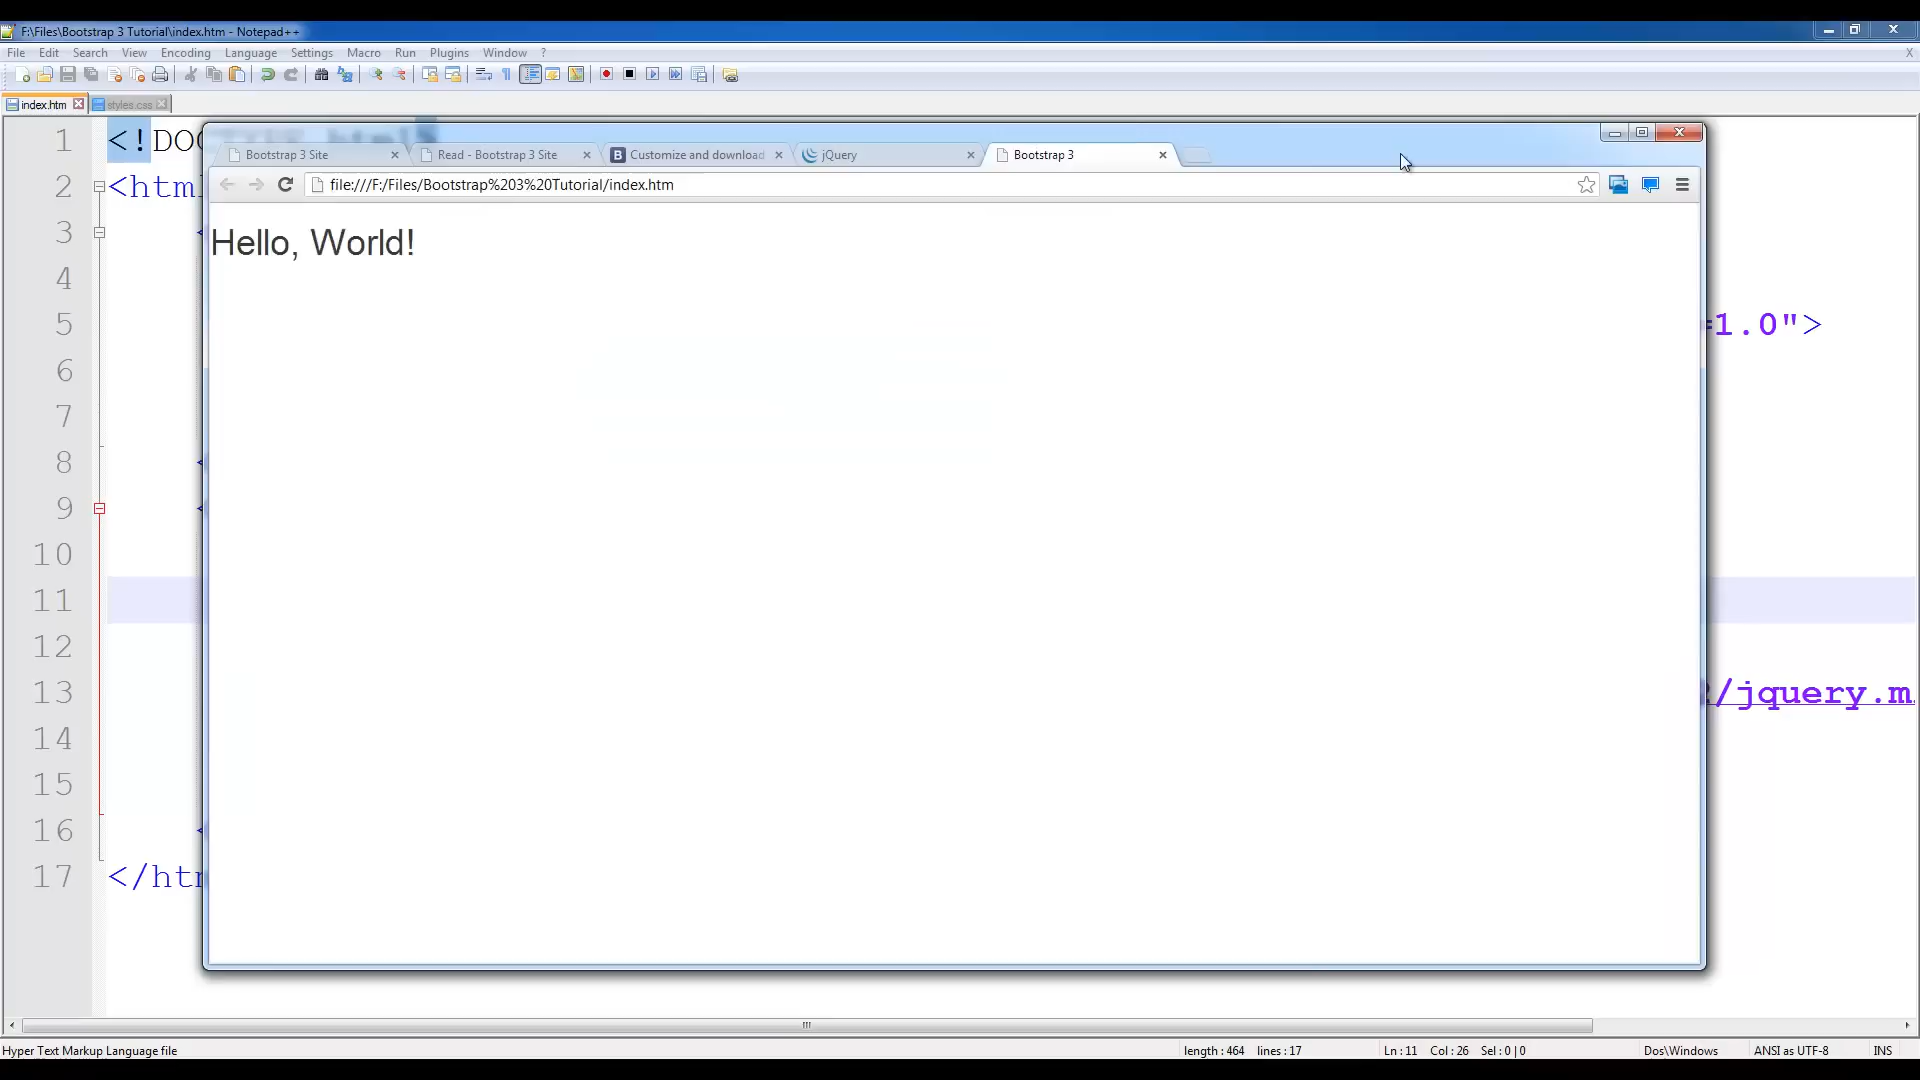 F:\Files\Bootstrap 3 Tutorial\index.htm - Notepad++
File Edit Search View Encoding Language Settings Macro Run Plugins Window ? X
index.htm styles.css
1 <!DOCTYPE html>
Bootstrap 3 Site Read - Bootstrap 3 Site Customize and download jQuery Bootstrap 3
file:///F:/Files/Bootstrap%203%20Tutorial/index.htm
2 <html
Hello, World!
3 <
4
5 =1.0">
6
7
8 <
9 <
10
11
12
13 /jquery.m
14
15
16 <
17 </htm
Hyper Text Markup Language file length : 464 lines : 17 Ln : 11 Col : 26 Sel : 0 | 0 Dos\Windows ANSI as UTF-8 INS